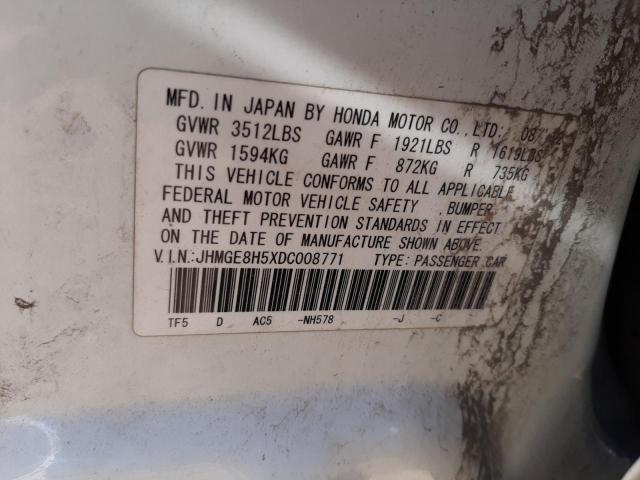 MFD. IN JAPAN BY HONDA MOTOR CO., LTD. 08
GVWR 3512LBS GAWR F 1921LBS R 1619LBS
GVWR 1594KG GAWR F 872KG R 735KG
THIS VEHICLE CONFORMS TO ALL APPLICABLE
FEDERAL MOTOR VEHICLE SAFETY , BUMPER,
AND THEFT PREVENTION STANDARDS IN EFFECT
ON THE DATE OF MANUFACTURE SHOWN ABOVE.
V.I.N.:JHMGE8H5XDC008771 TYPE: PASSENGER CAR
TF5 D AC5 -NH578 -J -C